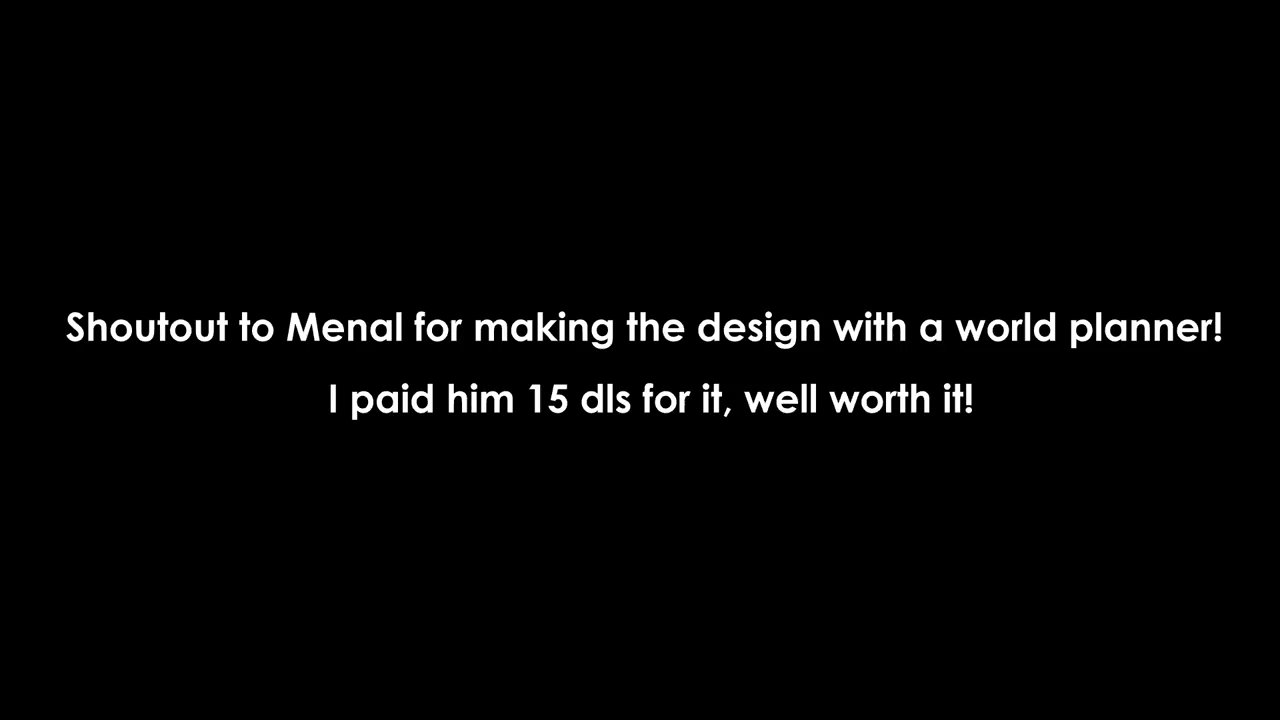 Shoutout to Menal for making the design with a world planner!
I paid him 15 dls for it, well worth it!